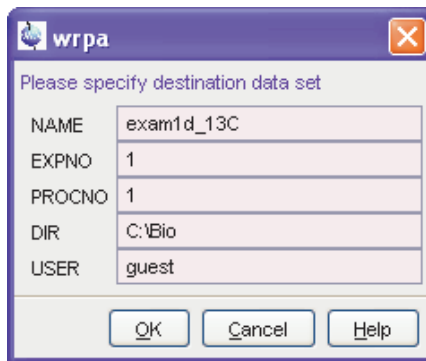 wrpa
Please specify destination data set
NAME exam1d_13C
EXPNO 1
PROCNO 1
DIR C:\Bio
USER guest
OK Cancel Help